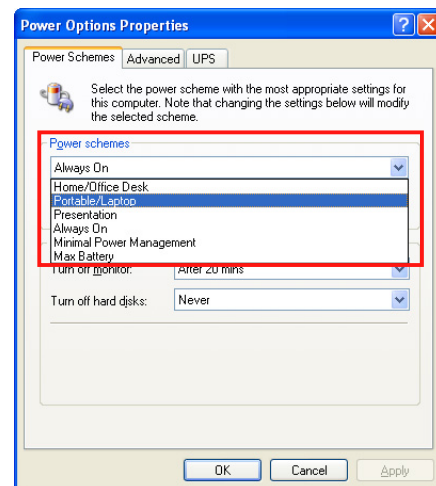 Power Options Properties
Power Schemes Advanced UPS
Select the power scheme with the most appropriate settings for
this computer. Note that changing the settings below will modify
the selected scheme.
Power schemes
Always On
Home/Office Desk
Portable/Laptop
Presentation
Always On
Minimal Power Management
Max Battery
Turn off monitor: After 20 mins
Turn off hard disks: Never
OK Cancel Apply